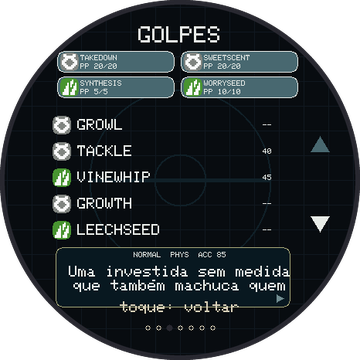 GOLPES
TAKEDOWN
PP 20/20
SWEETSCENT
PP 20/20
SYNTHESIS
PP 5/5
WORRYSEED
PP 10/10
GROWL --
TACKLE 40
VINEWHIP 45
GROWTH --
LEECHSEED --
NORMAL PHYS ACC 85
Uma investida sem medida
que também machuca quem
toque: voltar